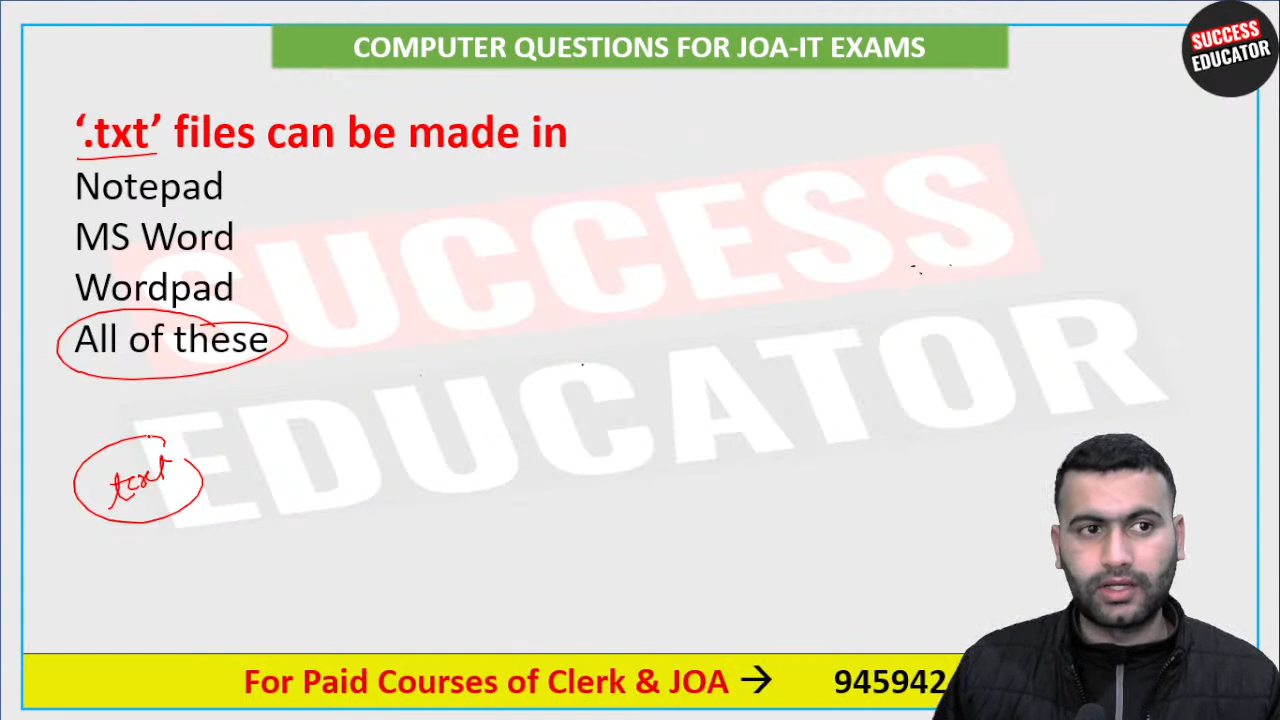 COMPUTER QUESTIONS FOR JOA-IT EXAMS
SUCCESS
EDUCATOR
‘.txt’ files can be made in
Notepad
MS Word
Wordpad
All of these
SUCCESS
EDUCATOR
text
For Paid Courses of Clerk & JOA → 945942